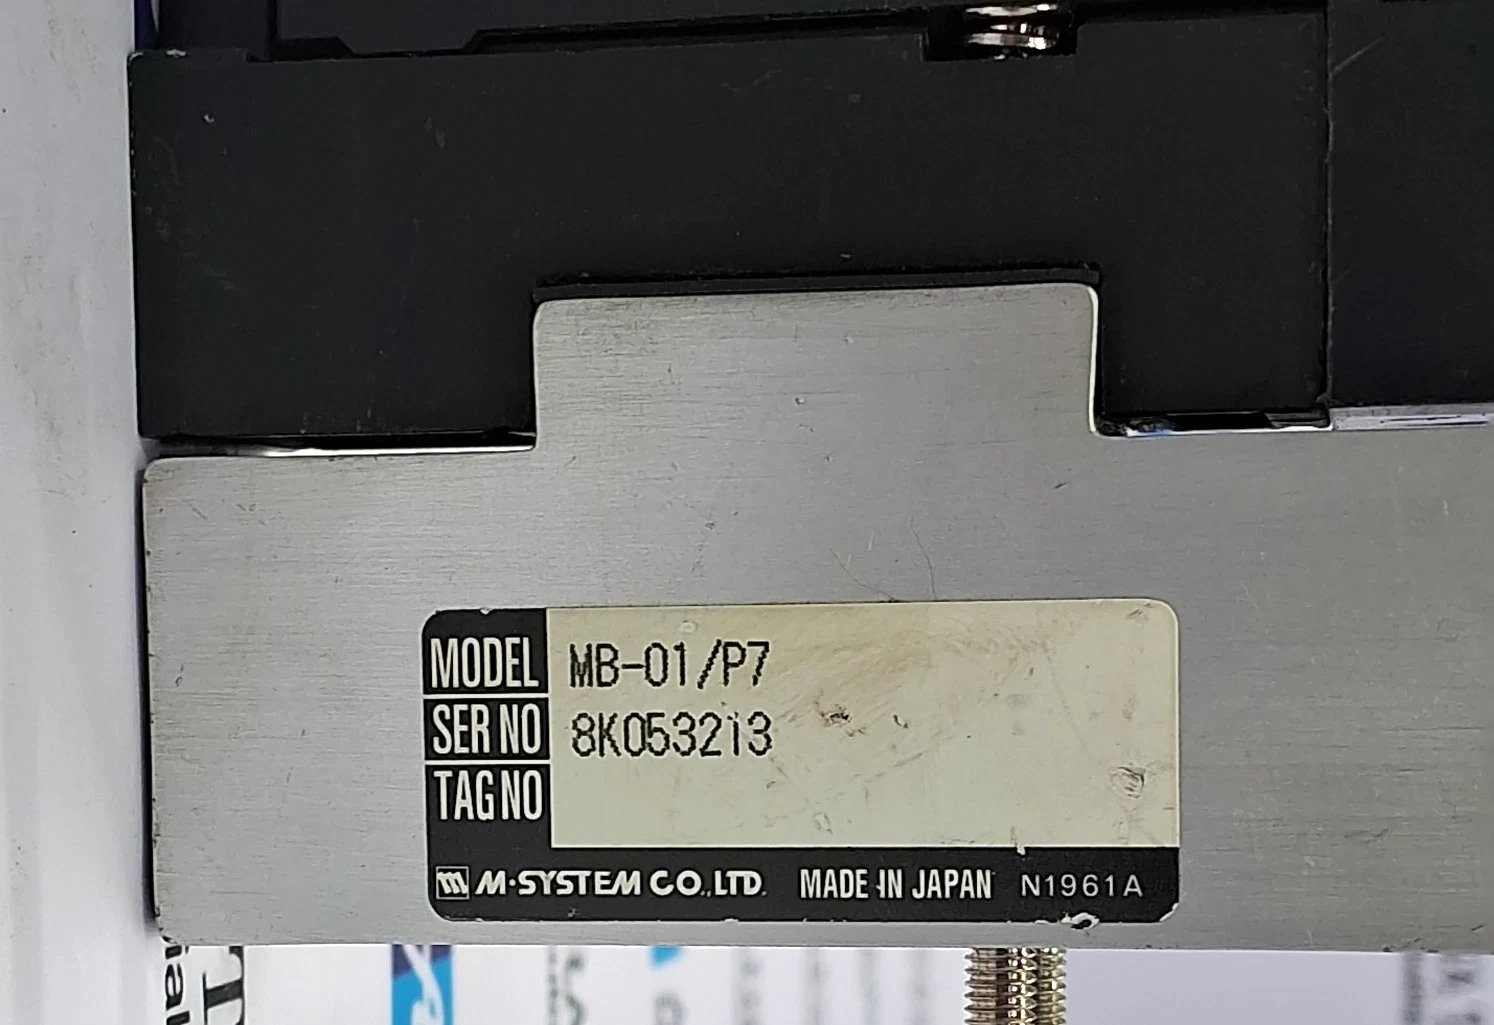 MODEL MB-01/P7
SER NO 8K053213
TAG NO
M·SYSTEM CO.,LTD. MADE IN JAPAN N1961A